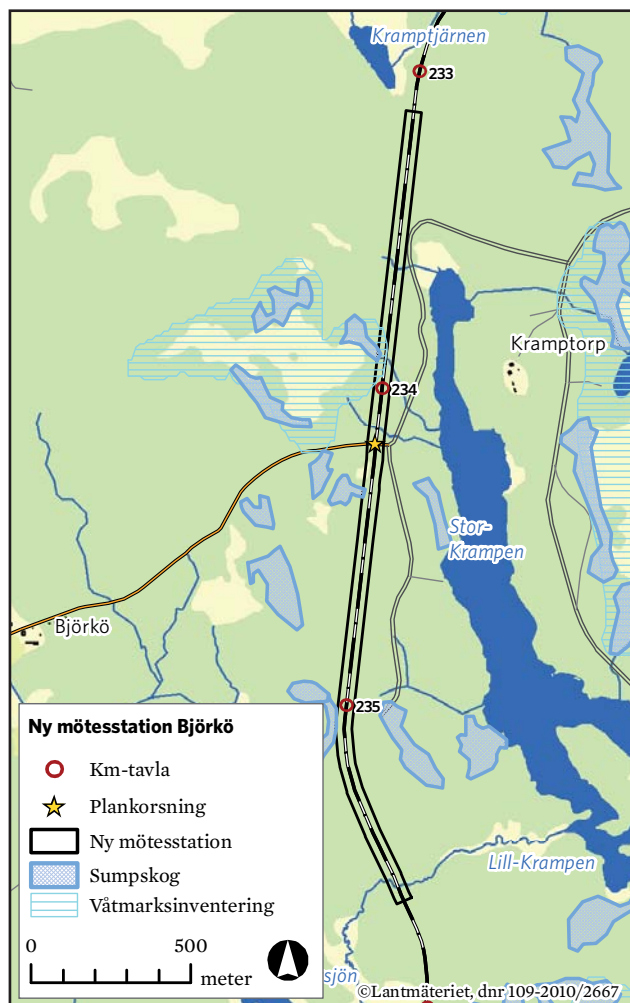 Kramptjärnen
233
Kramptorp
234
Stor-
Krampen
Björkö
235
Ny mötesstation Björkö
Km-tavla
Plankorsning
Ny mötesstation
Sumpskog
Våtmarksinventering
Lill-Krampen
0 500
meter
sjön
©Lantmäteriet, dnr 109-2010/2667